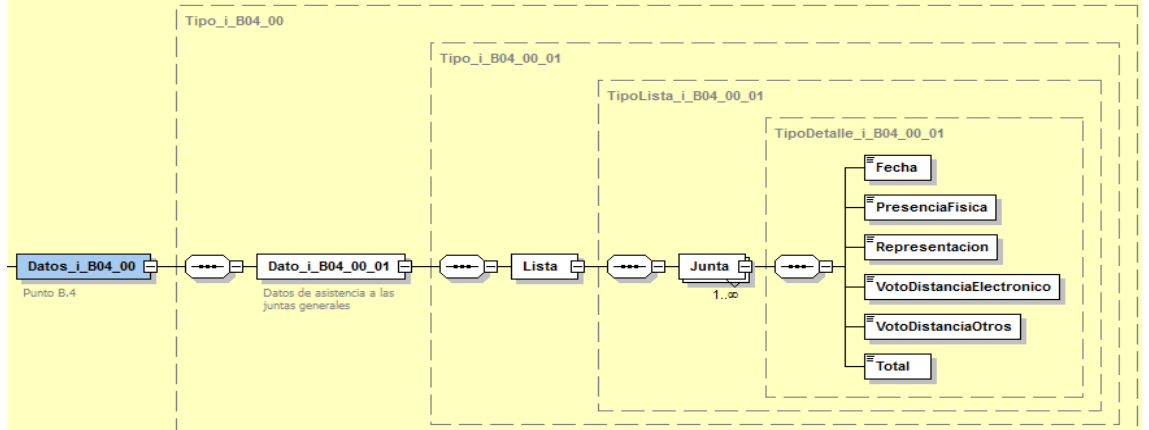 Tipo_i_B04_00
Tipo_i_B04_00_01
TipoLista_i_B04_00_01
TipoDetalle_i_B04_00_01
Fecha
PresenciaFisica
Representacion
Datos_i_B04_00
Dato_i_B04_00_01
Lista
Junta
VotoDistanciaElectronico
Punto B.4
Datos de asistencia a las
juntas generales
1..∞
VotoDistanciaOtros
Total